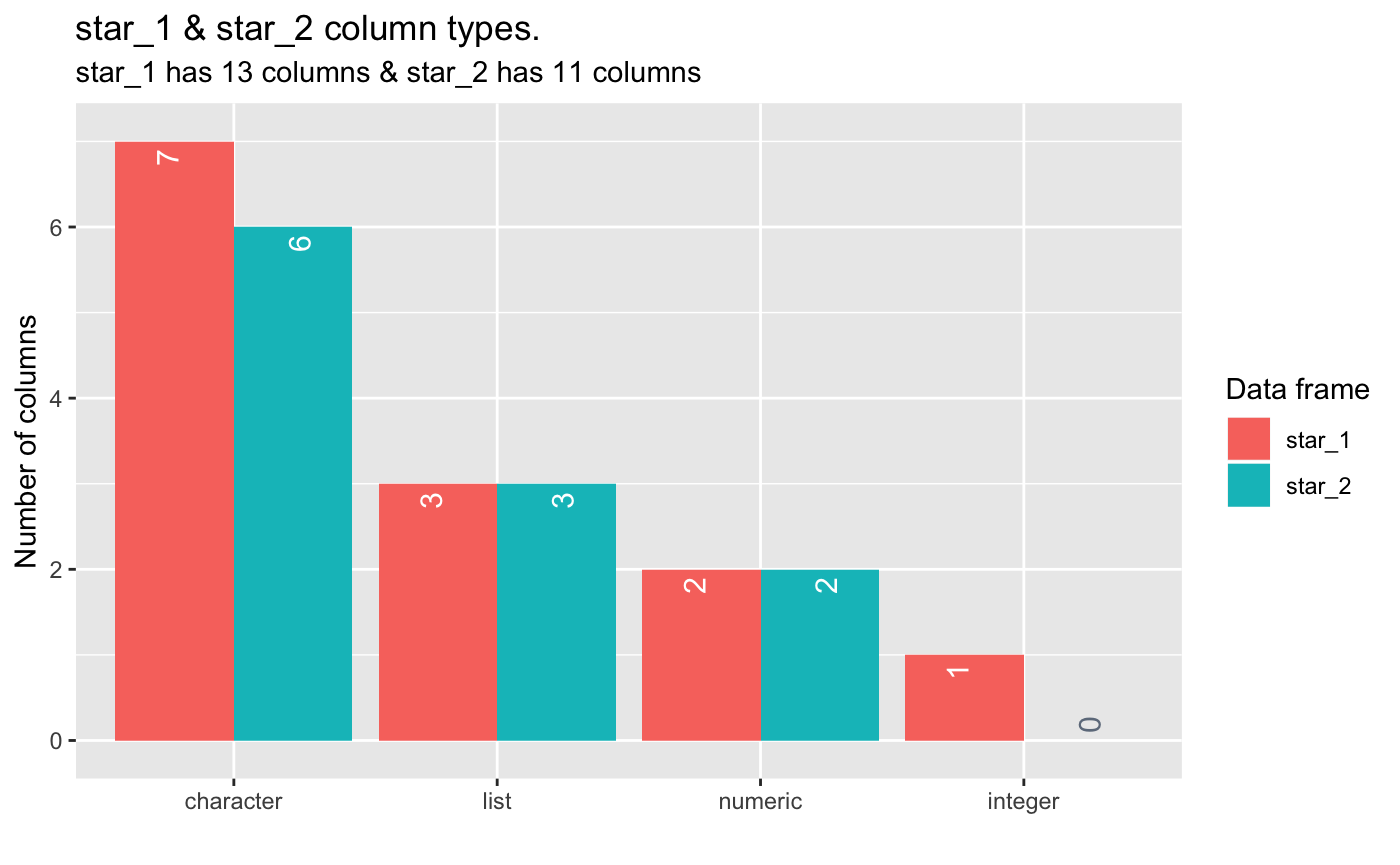 star_1 & star_2 column types.
star_1 has 13 columns & star_2 has 11 columns
Number of columns
6
4
2
0
7
6
3
3
2
2
1
0
character
list
numeric
integer
Data frame
star_1
star_2